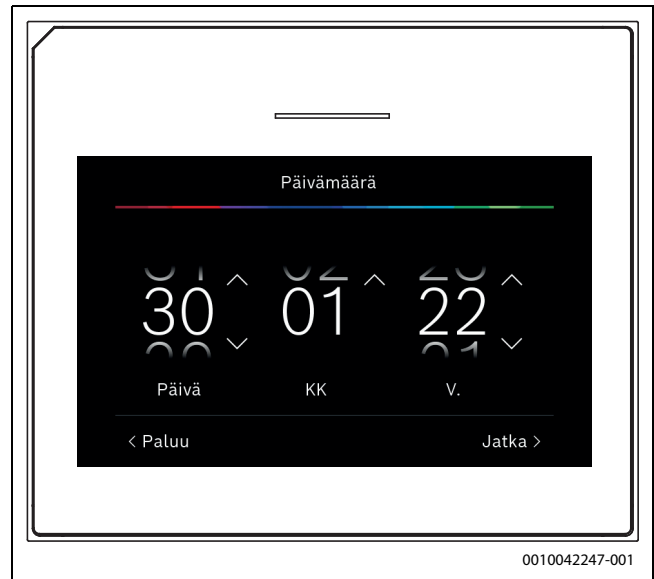 Päivämäärä
30 01 22
Päivä KK V.
< Paluu Jatka >
0010042247-001